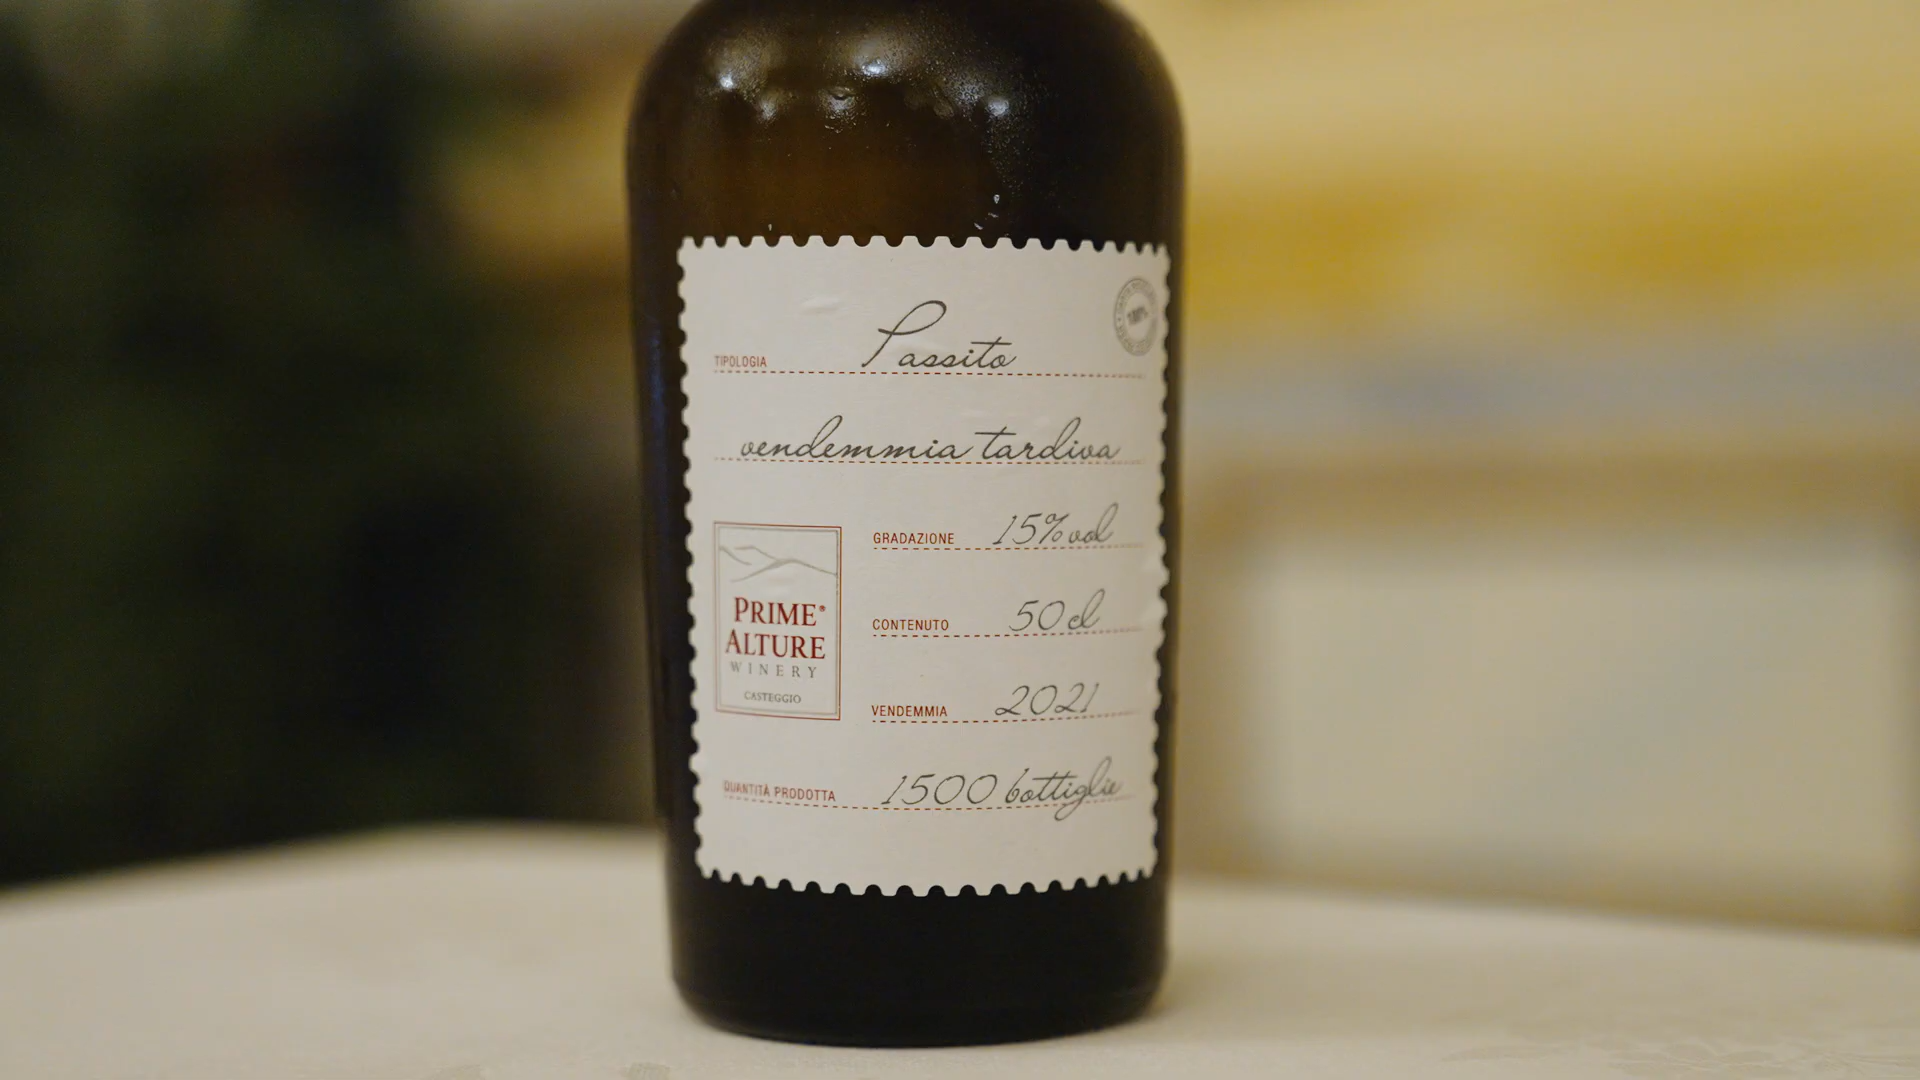 TIPOLOGIA Passito
vendemmia tardiva
GRADAZIONE 15% vol
CONTENUTO 50 cl
VENDEMMIA 2021
PRIME®
ALTURE
WINERY
CASTEGGIO
QUANTITÀ PRODOTTA 1500 bottiglie
100%